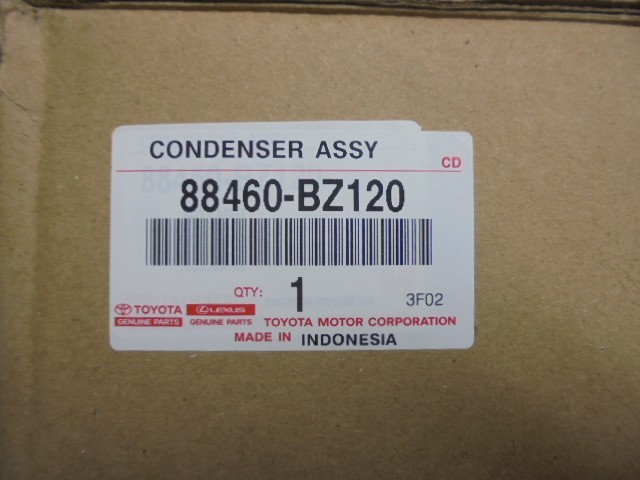 CONDENSER ASSY
CD
88460-BZ120
QTY: 1 3F02
TOYOTA LEXUS
GENUINE PARTS GENUINE PARTS TOYOTA MOTOR CORPORATION
MADE IN INDONESIA